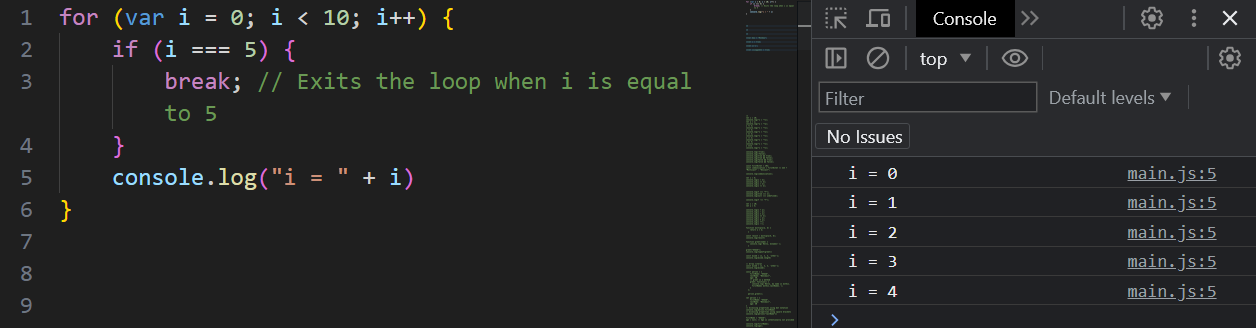 1 for (var i = 0; i < 10; i++) {
2 if (i === 5) {
3 break; // Exits the loop when i is equal
to 5
4 }
5 console.log("i = " + i)
6 }
7
8
9
Console
top
Filter
Default levels
No Issues
i = 0 main.js:5
i = 1 main.js:5
i = 2 main.js:5
i = 3 main.js:5
i = 4 main.js:5